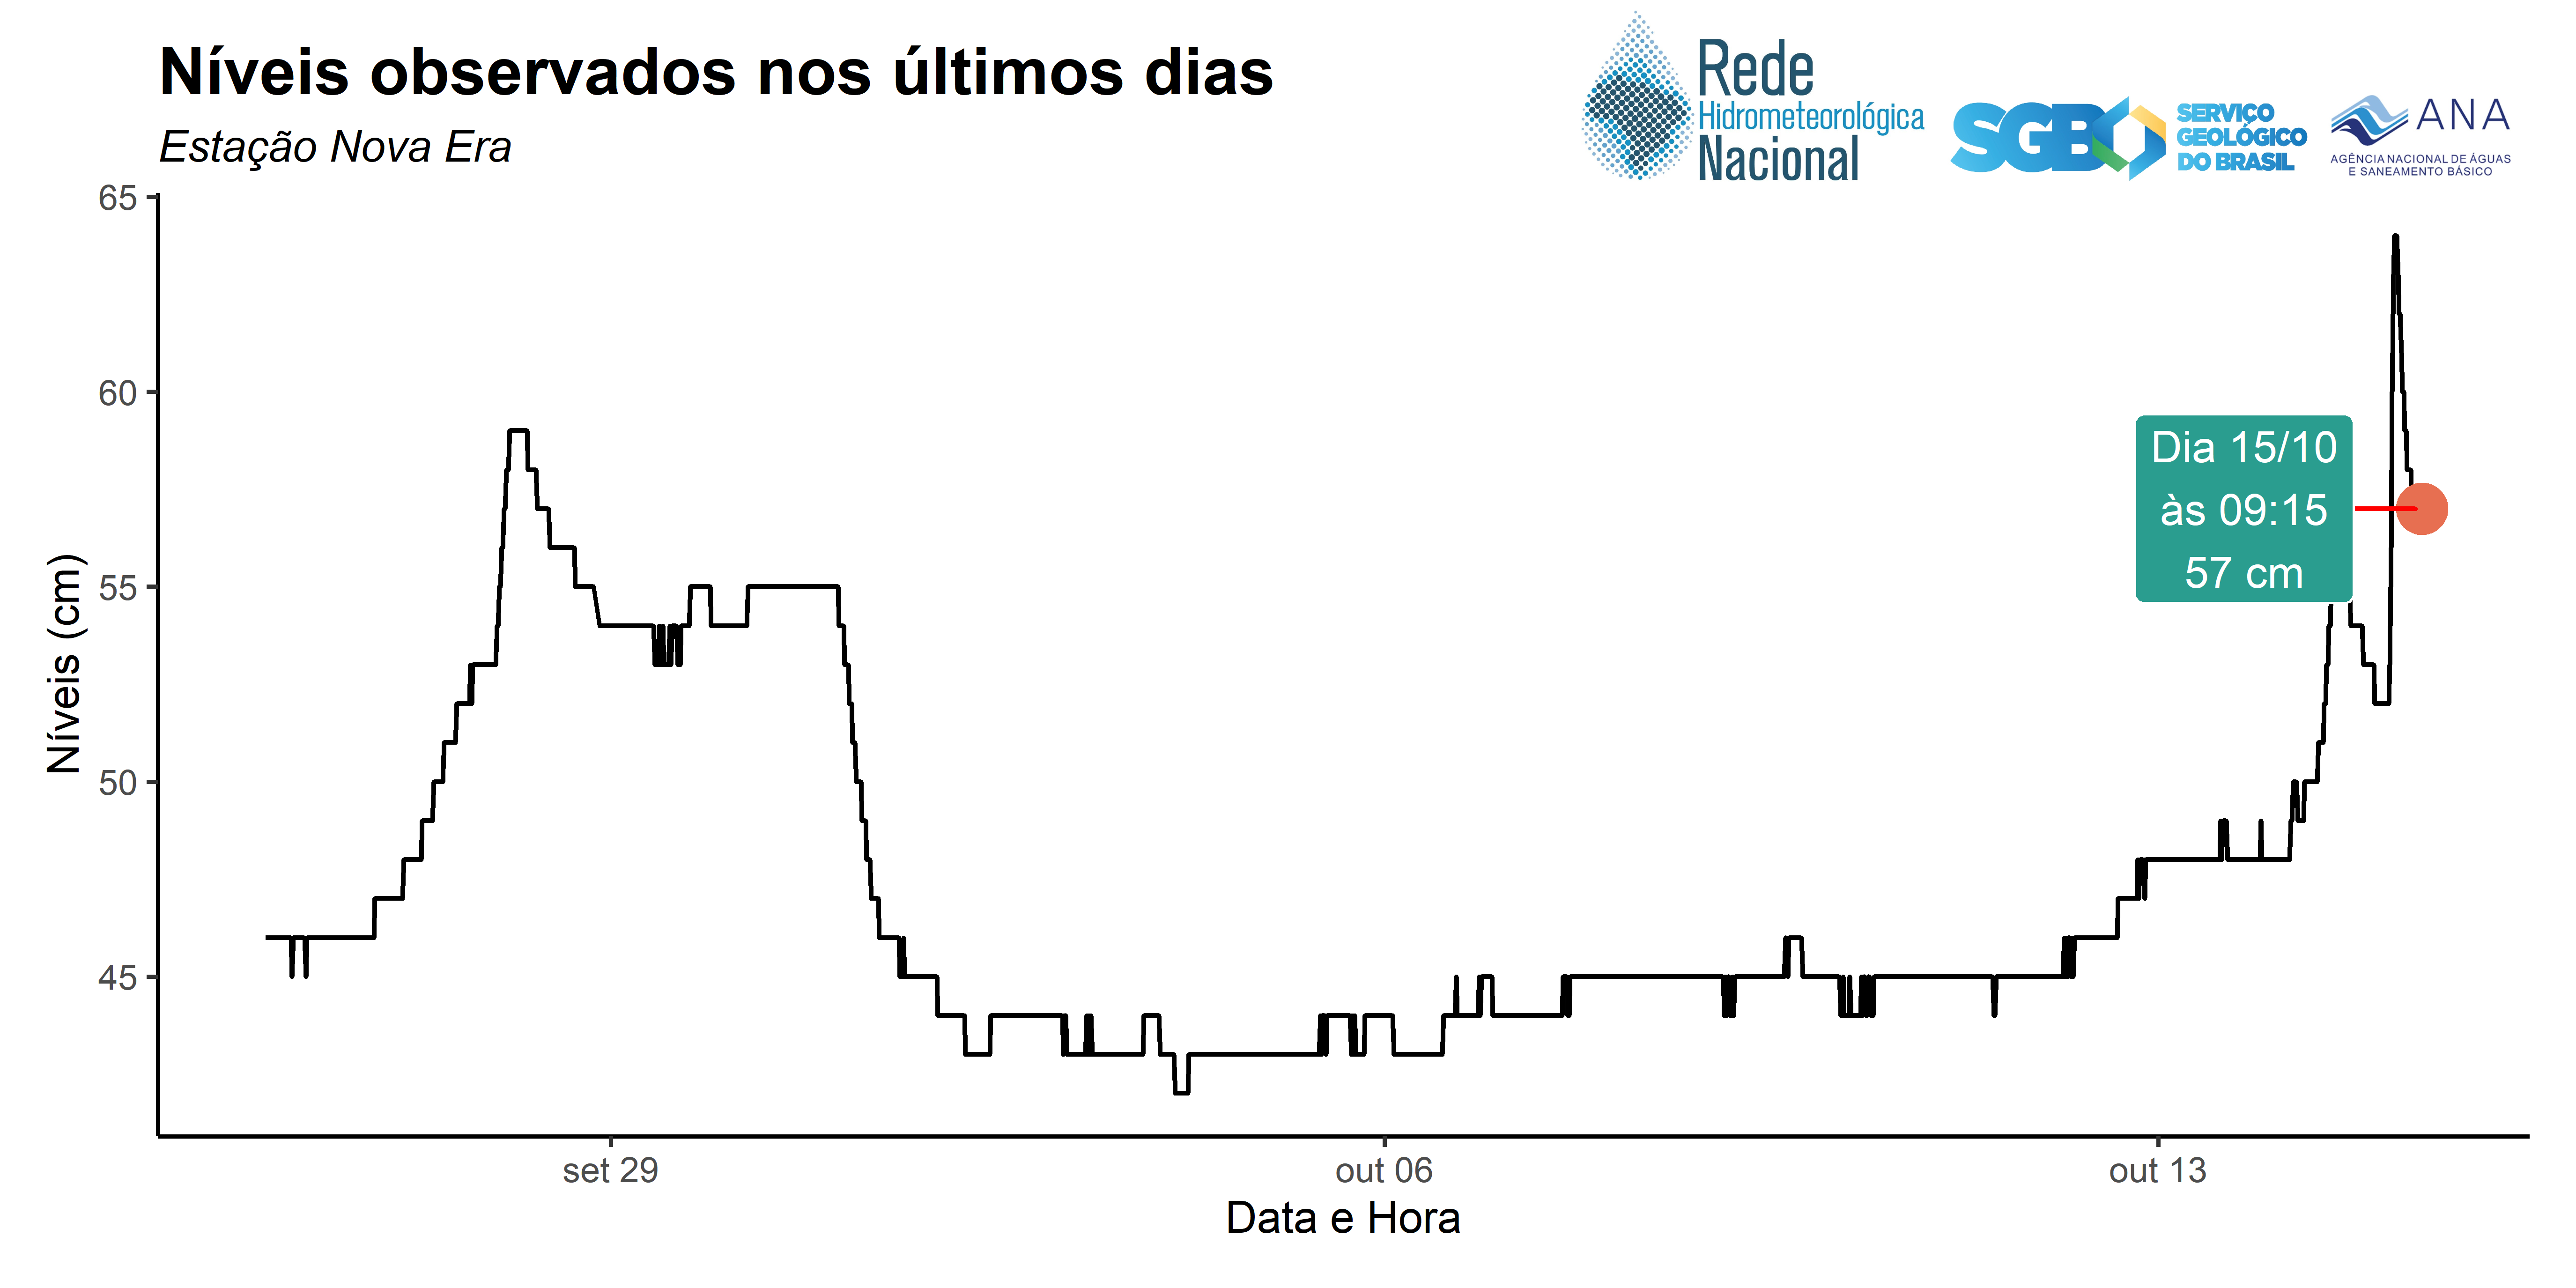 Níveis observados nos últimos dias
Estação Nova Era
Rede
Hidrometeorológica
Nacional
SGB
SERVIÇO
GEOLÓGICO
DO BRASIL
ANA
AGÊNCIA NACIONAL DE ÁGUAS
E SANEAMENTO BÁSICO
65
60
55
50
45
Níveis (cm)
Dia 15/10
às 09:15
57 cm
set 29
out 06
out 13
Data e Hora